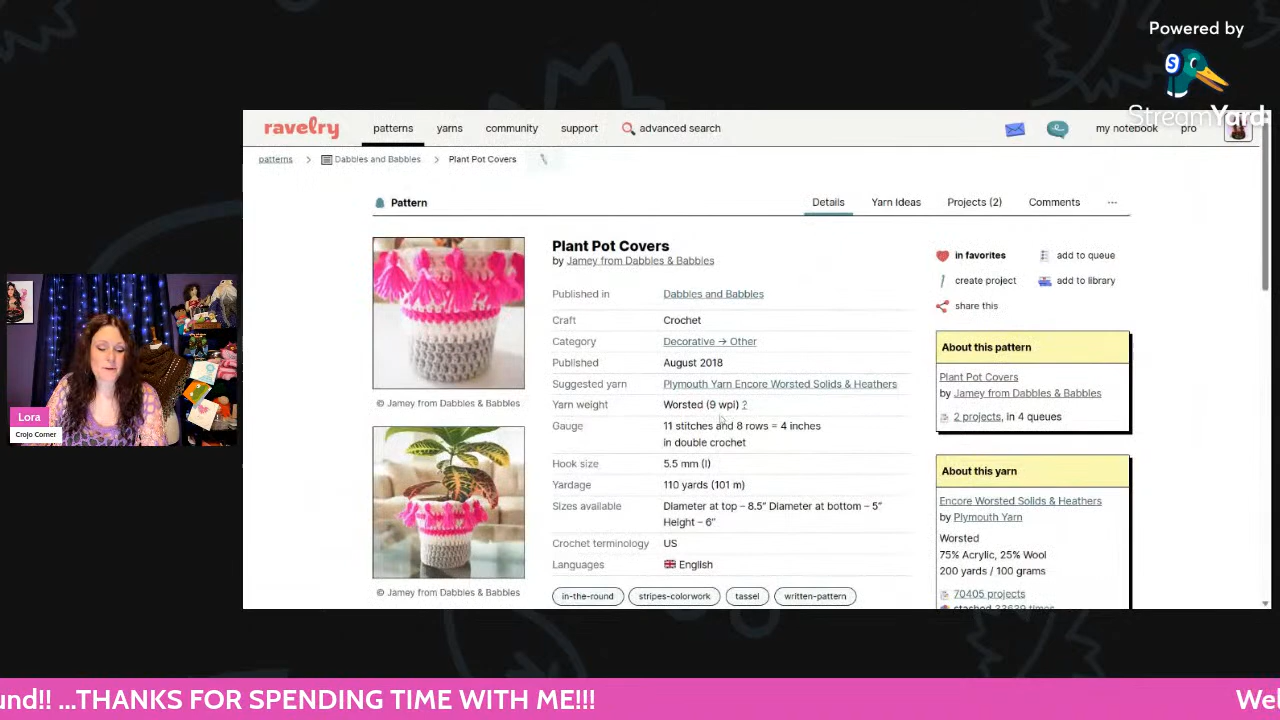 Powered by
StreamYard
ravelry
patterns yarns community support advanced search my notebook pro
patterns > Dabbles and Babbles > Plant Pot Covers
Pattern
Details Yarn Ideas Projects (2) Comments ...
Plant Pot Covers
by Jamey from Dabbles & Babbles
Published in Dabbles and Babbles
Craft Crochet
Category Decorative → Other
Published August 2018
Suggested yarn Plymouth Yarn Encore Worsted Solids & Heathers
Yarn weight Worsted (9 wpi) ?
Gauge 11 stitches and 8 rows = 4 inches
in double crochet
Hook size 5.5 mm (I)
Yardage 110 yards (101 m)
Sizes available Diameter at top – 8.5" Diameter at bottom – 5"
Height – 6"
Crochet terminology US
Languages English
in-the-round stripes-colorwork tassel written-pattern
© Jamey from Dabbles & Babbles
© Jamey from Dabbles & Babbles
in favorites add to queue
create project add to library
share this
About this pattern
Plant Pot Covers
by Jamey from Dabbles & Babbles
2 projects, in 4 queues
About this yarn
Encore Worsted Solids & Heathers
by Plymouth Yarn
Worsted
75% Acrylic, 25% Wool
200 yards / 100 grams
70405 projects
stashed 33639 times
Lora
Crojo Corner
und!! ...THANKS FOR SPENDING TIME WITH ME!!! Wel